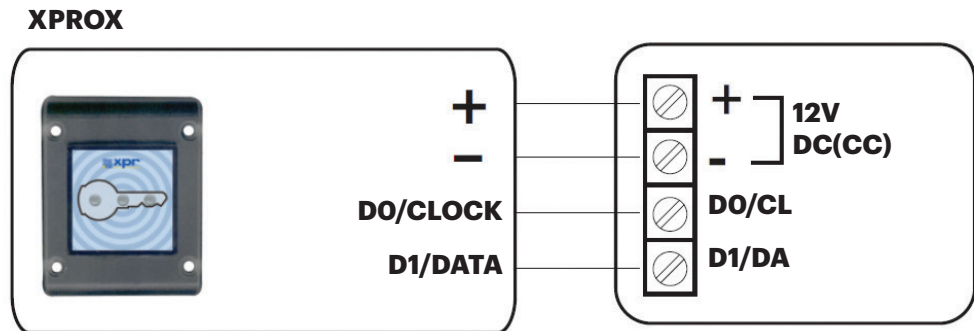 XPROX
xpr
+
−
D0/CLOCK
D1/DATA
+
-
12V
DC(CC)
D0/CL
D1/DA